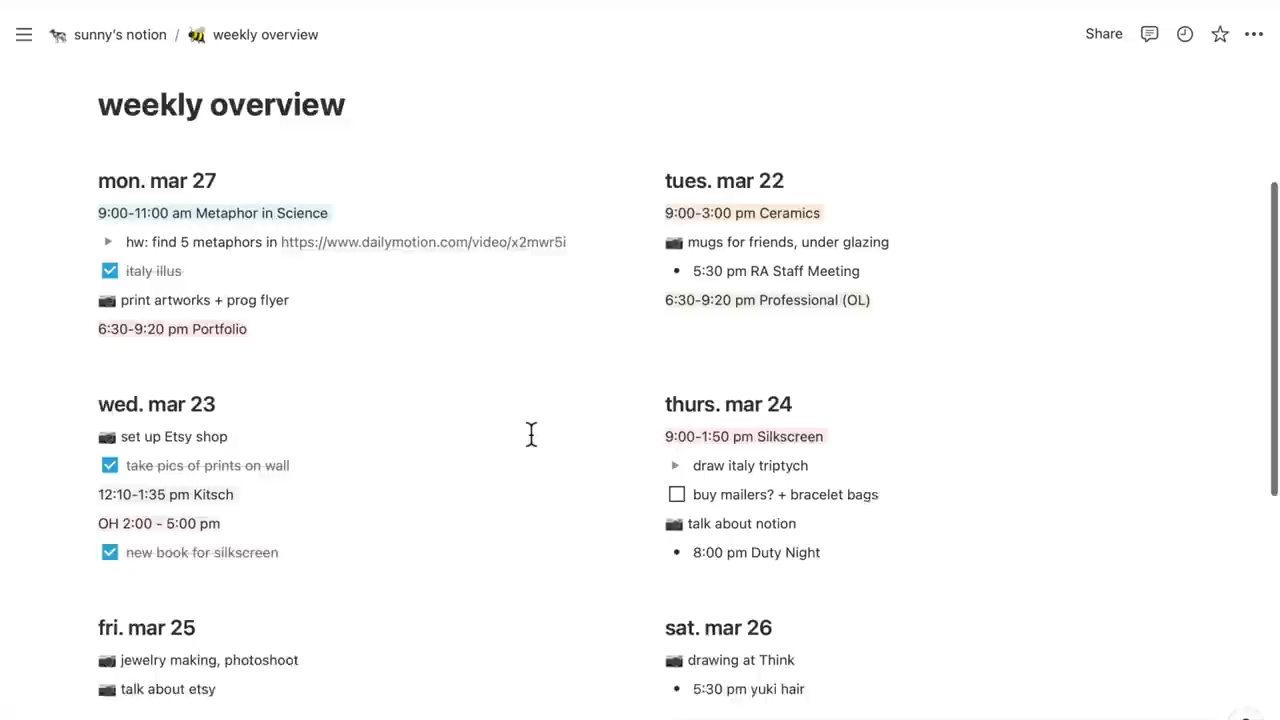 sunny's notion / weekly overview
Share
weekly overview
mon. mar 27
9:00-11:00 am Metaphor in Science
hw: find 5 metaphors in https://www.dailymotion.com/video/x2mwr5i
italy illus
print artworks + prog flyer
6:30-9:20 pm Portfolio
tues. mar 22
9:00-3:00 pm Ceramics
mugs for friends, under glazing
5:30 pm RA Staff Meeting
6:30-9:20 pm Professional (OL)
wed. mar 23
set up Etsy shop
take pics of prints on wall
12:10-1:35 pm Kitsch
OH 2:00 - 5:00 pm
new book for silkscreen
thurs. mar 24
9:00-1:50 pm Silkscreen
draw italy triptych
buy mailers? + bracelet bags
talk about notion
8:00 pm Duty Night
fri. mar 25
jewelry making, photoshoot
talk about etsy
sat. mar 26
drawing at Think
5:30 pm yuki hair